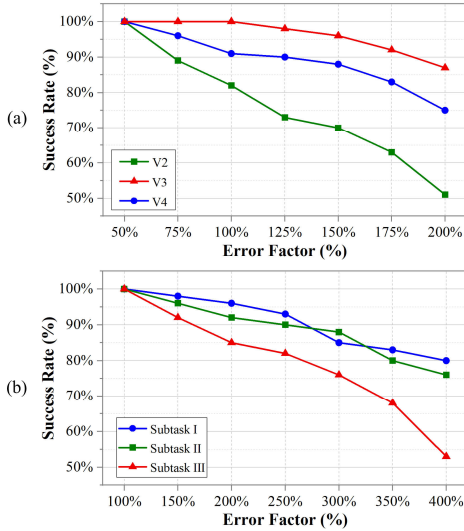 (a)
Success Rate (%)
100%
90%
80%
70%
60%
50%
V2
V3
V4
50% 75% 100% 125% 150% 175% 200%
Error Factor (%)
(b)
Success Rate (%)
100%
90%
80%
70%
60%
50%
Subtask I
Subtask II
Subtask III
100% 150% 200% 250% 300% 350% 400%
Error Factor (%)